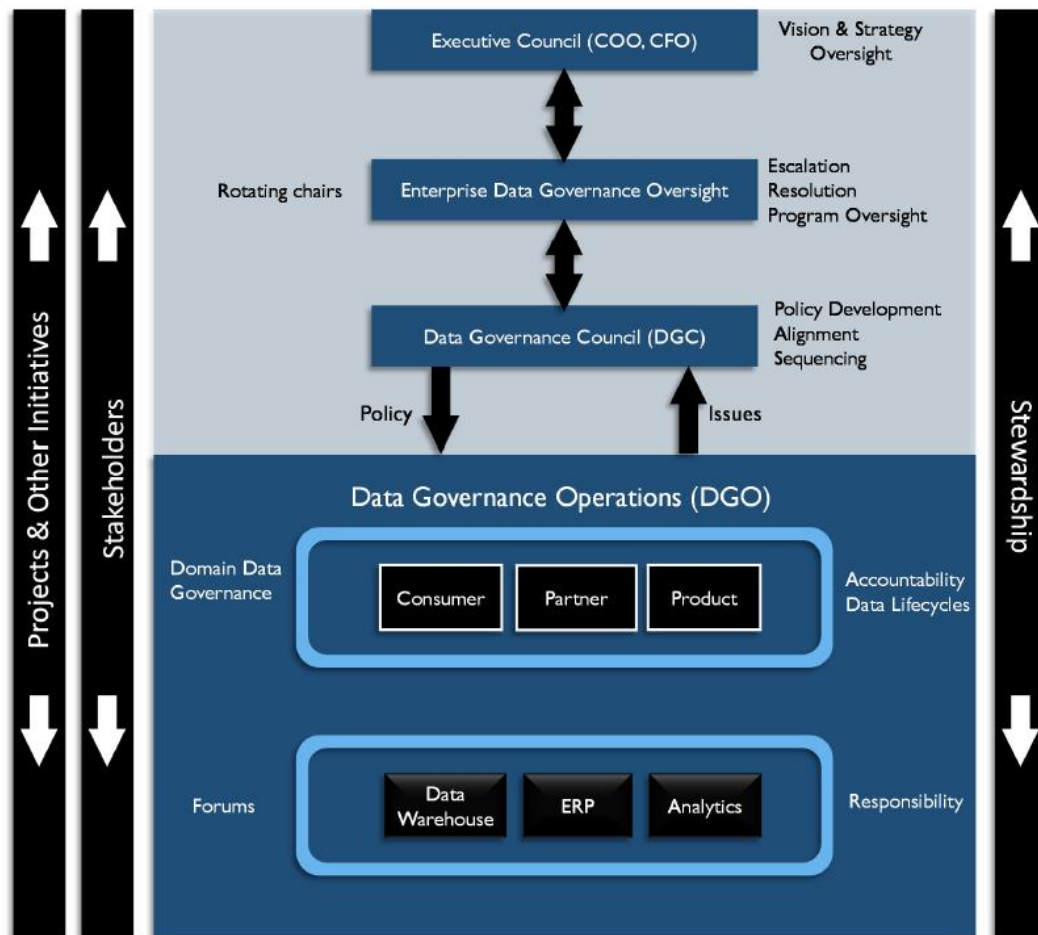 Executive Council (COO, CFO)
Vision & Strategy
Oversight
Rotating chairs
Enterprise Data Governance Oversight
Escalation
Resolution
Program Oversight
Data Governance Council (DGC)
Policy Development
Alignment
Sequencing
Policy
Issues
Projects & Other Initiatives
Stakeholders
Stewardship
Data Governance Operations (DGO)
Domain Data
Governance
Consumer
Partner
Product
Accountability
Data Lifecycles
Forums
Data
Warehouse
ERP
Analytics
Responsibility